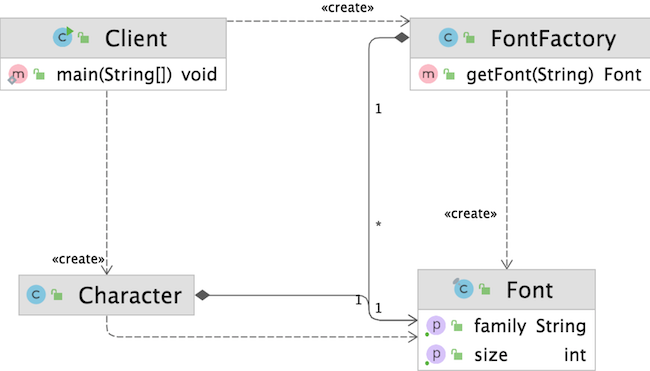 «create»
Client
FontFactory
main(String[]) void
getFont(String) Font
1
*
«create»
«create»
Character
1
1
Font
family String
size int